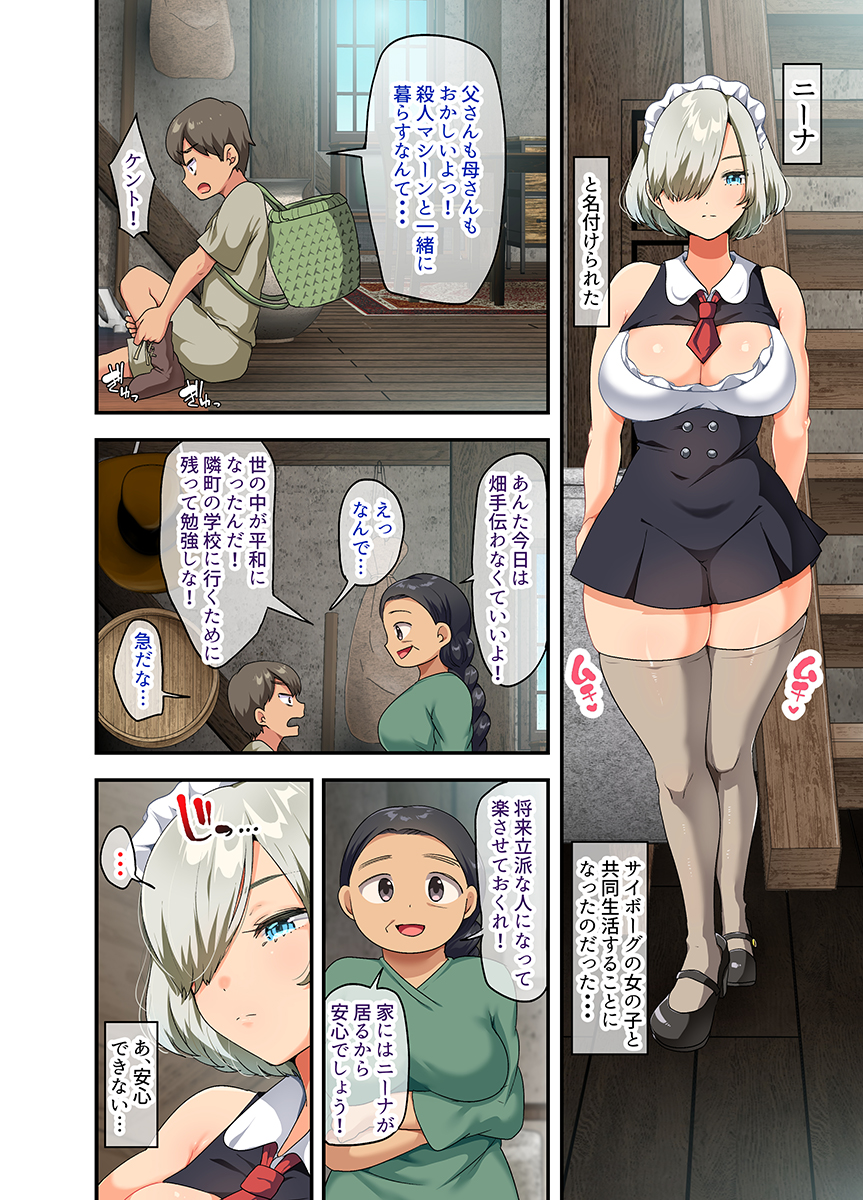 ニーナ
と名付けられた
ムチ
ムチ
サイボーグの女の子と
共同生活することに
なったのだった・・・
父さんも母さんも
おかしいよっ！
殺人マシーンと一緒に
暮らすなんて・・・
ケント！
ぎゅっ
ぎゅっ
あんた今日は
畑手伝わなくていいよ！
えっ
なんで…
世の中が平和に
なったんだ！
隣町の学校に行くために
残って勉強しな！
急だな…
将来立派な人になって
楽させておくれ！
家にはニーナが
居るから
安心でしょう！
じーっ…
…
あ、安心
できない…